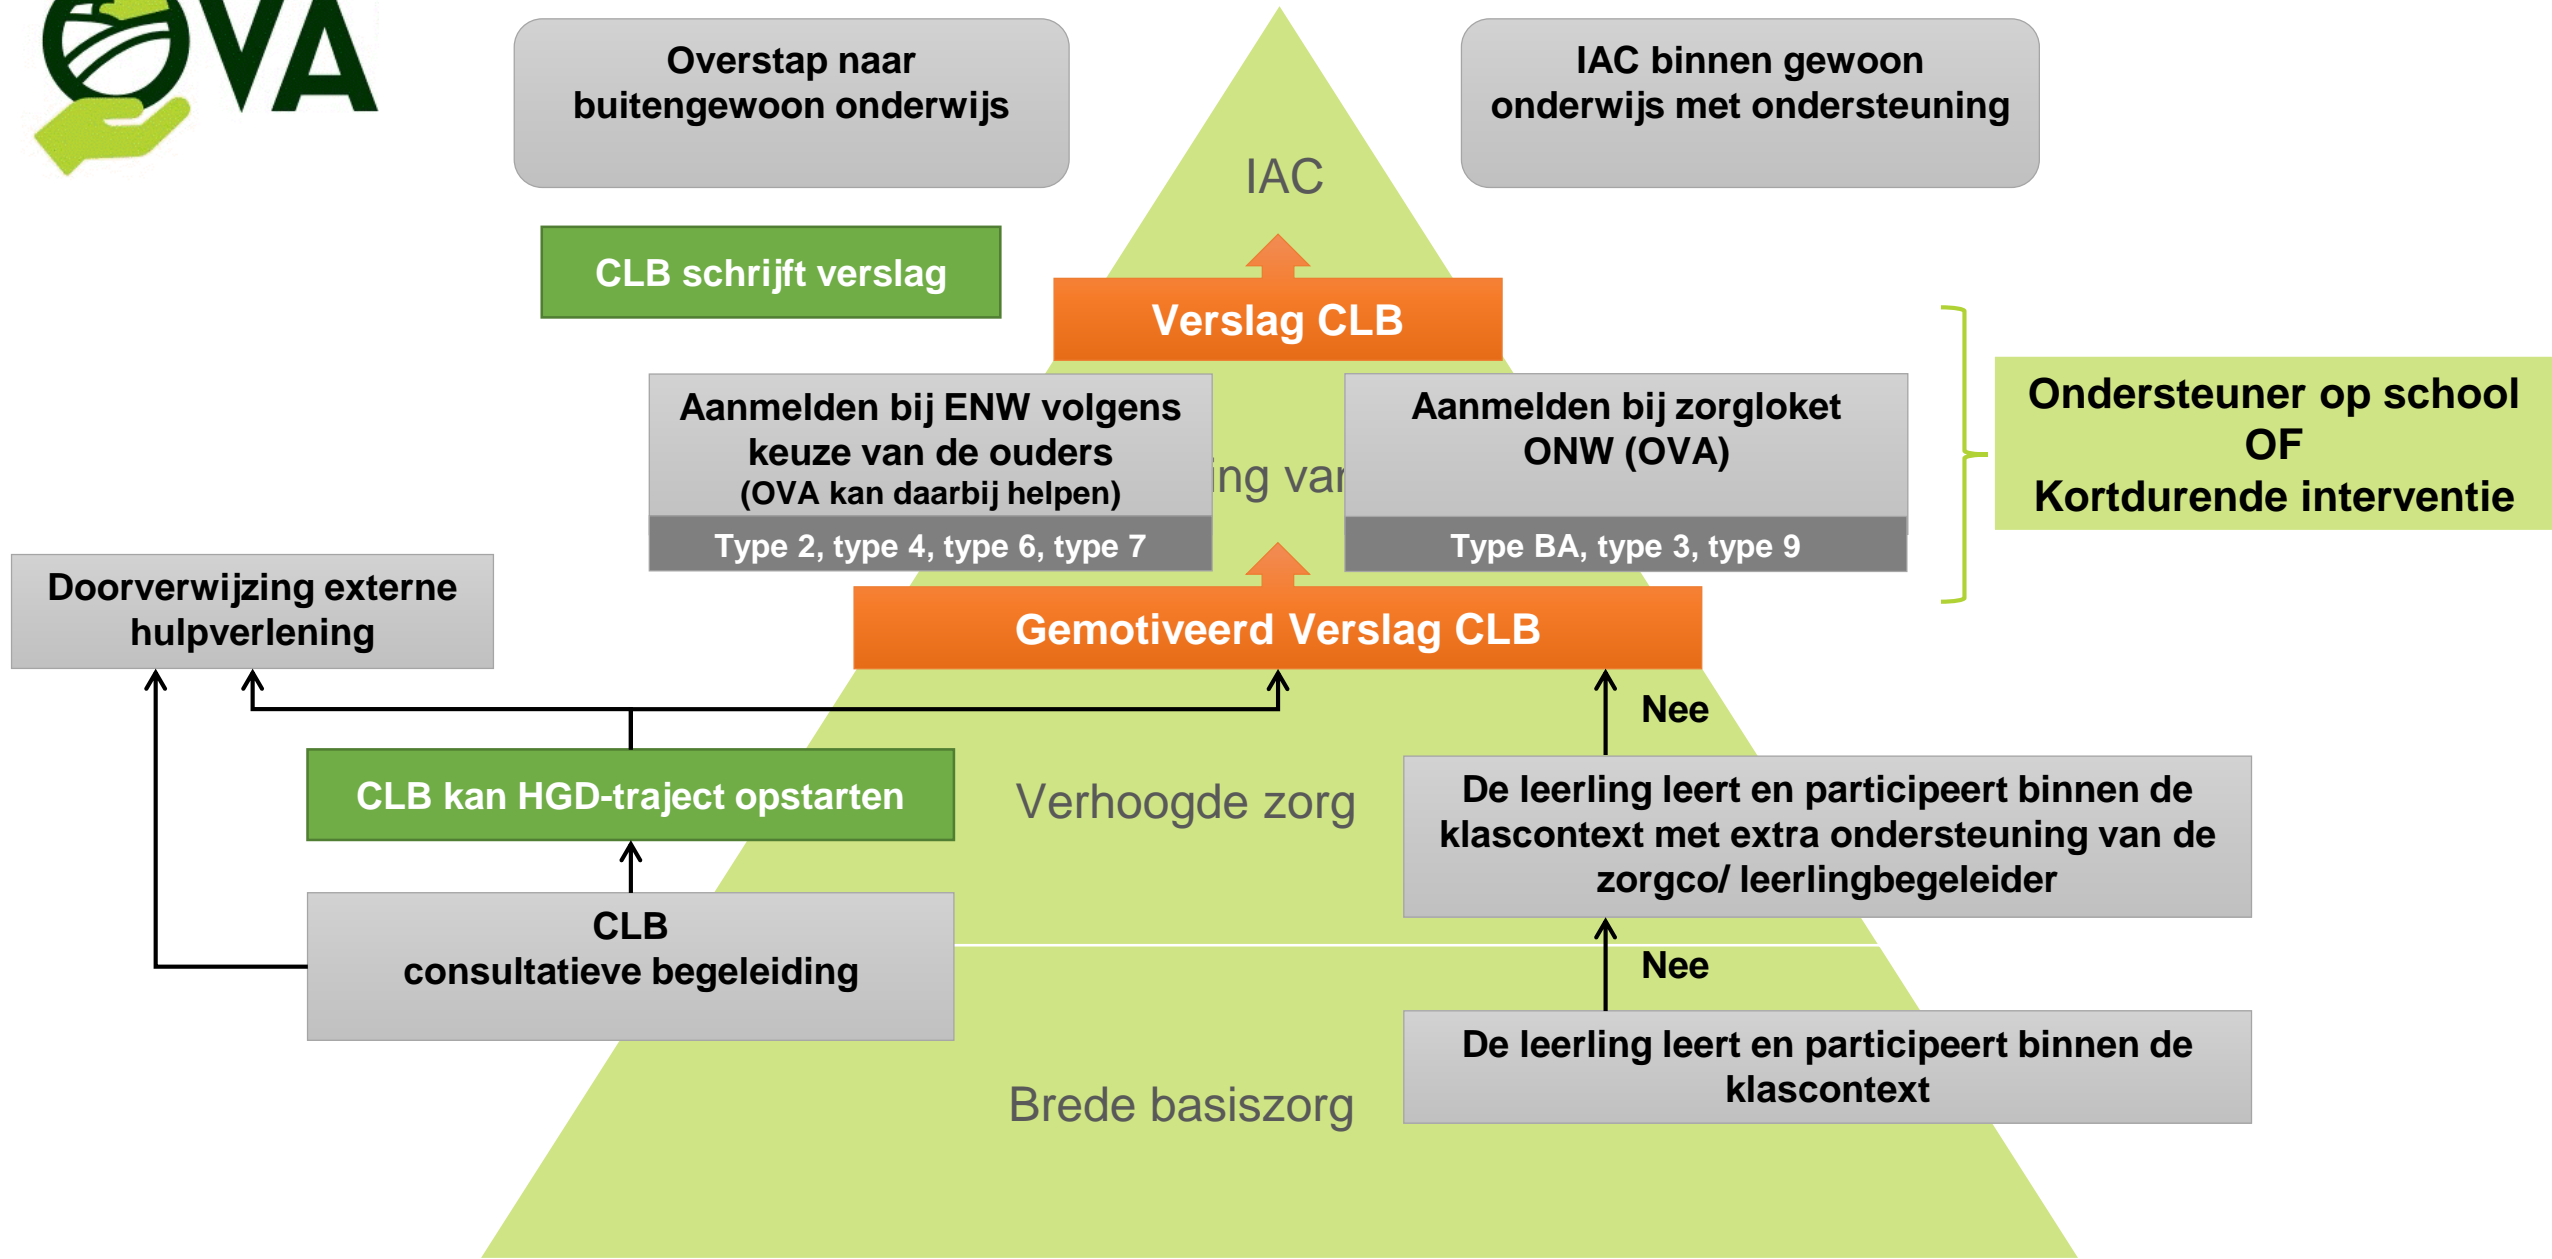 OVA
Overstap naar
buitengewoon onderwijs
IAC binnen gewoon
onderwijs met ondersteuning
IAC
CLB schrijft verslag
Verslag CLB
Aanmelden bij ENW volgens
keuze van de ouders
(OVA kan daarbij helpen)
Type 2, type 4, type 6, type 7
Aanmelden bij zorgloket
ONW (OVA)
Type BA, type 3, type 9
Ondersteuner op school
OF
Kortdurende interventie
Doorverwijzing externe
hulpverlening
Gemotiveerd Verslag CLB
Nee
CLB kan HGD-traject opstarten
Verhoogde zorg
De leerling leert en participeert binnen de
klascontext met extra ondersteuning van de
zorgco/ leerlingbegeleider
CLB
consultatieve begeleiding
Nee
De leerling leert en participeert binnen de
klascontext
Brede basiszorg